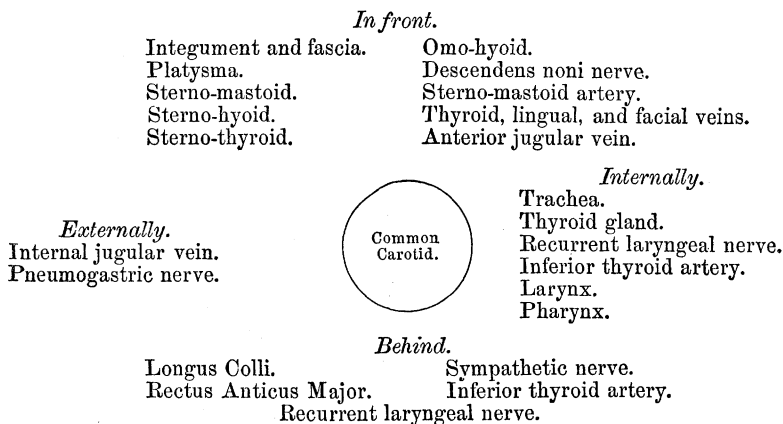 In front.
Integument and fascia. Omo-hyoid.
Platysma. Descendens noni nerve.
Sterno-mastoid. Sterno-mastoid artery.
Sterno-hyoid. Thyroid, lingual, and facial veins.
Sterno-thyroid. Anterior jugular vein.
Externally.
Internal jugular vein.
Pneumogastric nerve.
Common
Carotid.
Internally.
Trachea.
Thyroid gland.
Recurrent laryngeal nerve.
Inferior thyroid artery.
Larynx.
Pharynx.
Behind.
Longus Colli. Sympathetic nerve.
Rectus Anticus Major. Inferior thyroid artery.
Recurrent laryngeal nerve.